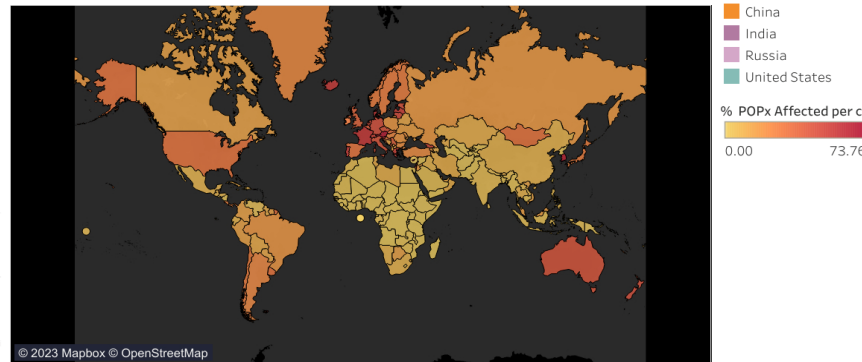 China
India
Russia
United States
% POPx Affected per c
0.00 73.76
© 2023 Mapbox © OpenStreetMap